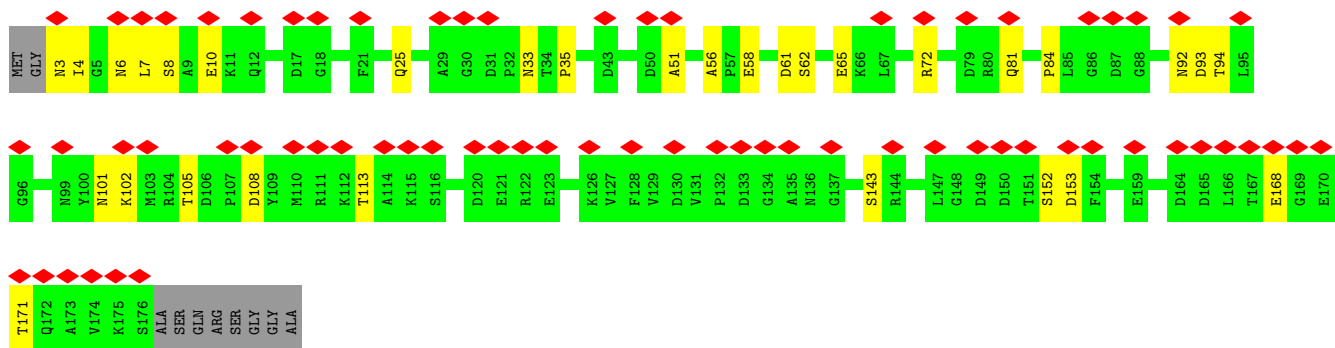 MET GLY N3 I4 G5 N6 L7 S8 A9 E10 K11 Q12 D17 G18 F21 Q25 A29 G30 D31 P32 N33 T34 P35 D43 D50 A51 A56 P57 E58 D61 S62 E65 K66 L67 R72 D79 R80 Q81 P84 L85 G86 D87 G88 N92 D93 T94 L95
G96 N99 Y100 N101 K102 M103 R104 T105 D106 P107 D108 Y109 M110 R111 K112 T113 A114 K115 S116 D120 E121 R122 E123 K126 V127 F128 V129 D130 V131 P132 D133 G134 A135 N136 G137 S143 R144 L147 G148 D149 D150 T151 S152 D153 F154 E159 D164 D165 L166 T167 E168 G169 E170
T171 Q172 A173 V174 K175 S176 ALA SER GLN ARG SER GLY GLY ALA